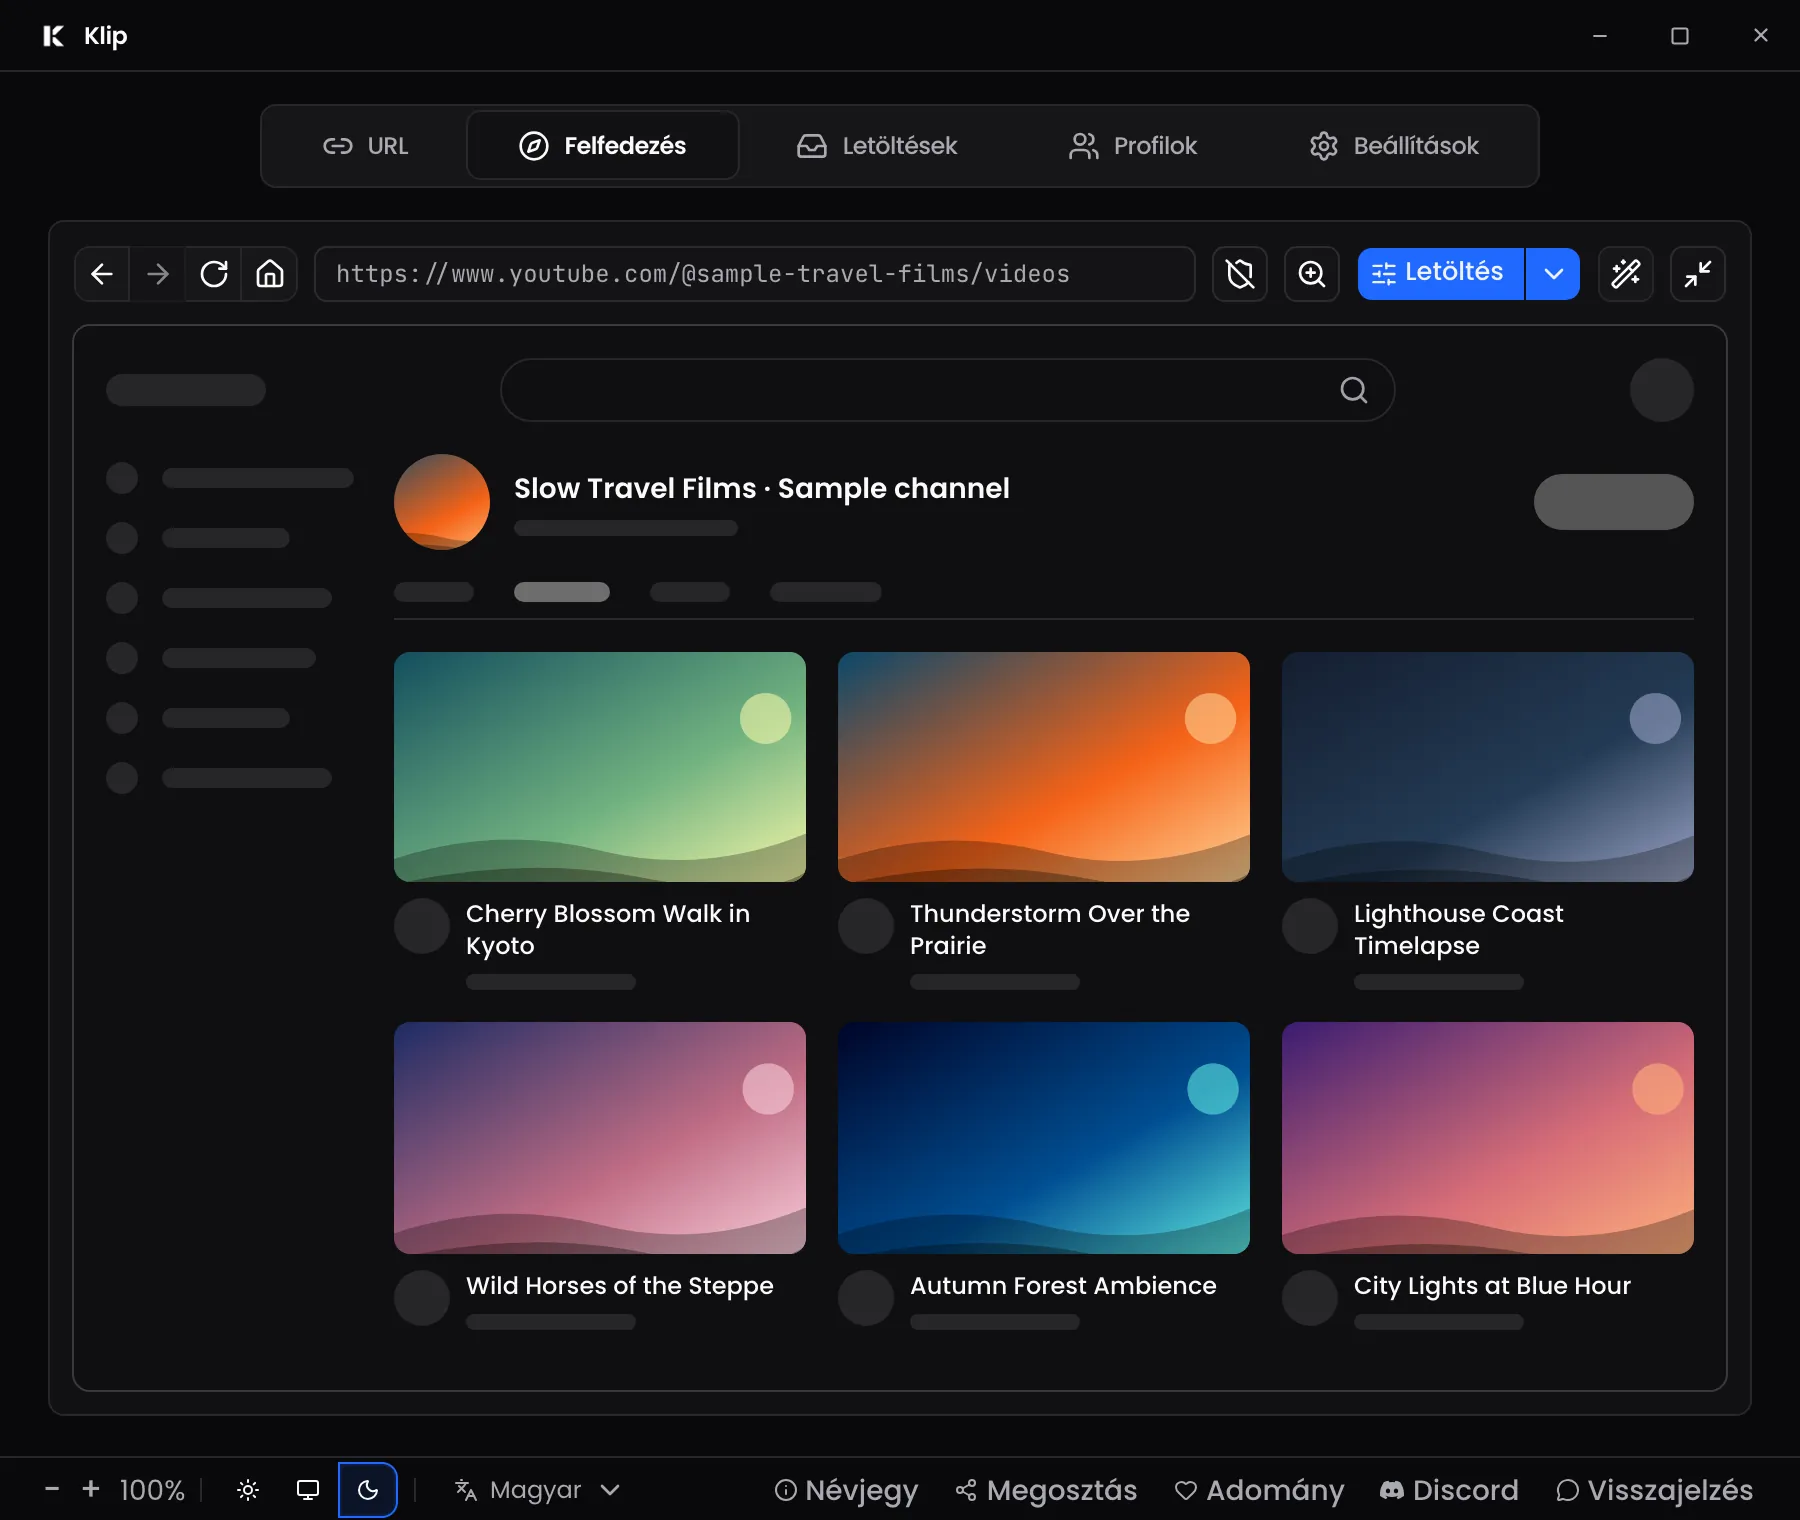 Klip
URL
Felfedezés
Letöltések
Profilok
Beállítások
https://www.youtube.com/@sample-travel-films/videos
Letöltés
Slow Travel Films · Sample channel
Cherry Blossom Walk in
Kyoto
Thunderstorm Over the
Prairie
Lighthouse Coast
Timelapse
Wild Horses of the Steppe
Autumn Forest Ambience
City Lights at Blue Hour
100%
Magyar
Névjegy
Megosztás
Adomány
Discord
Visszajelzés